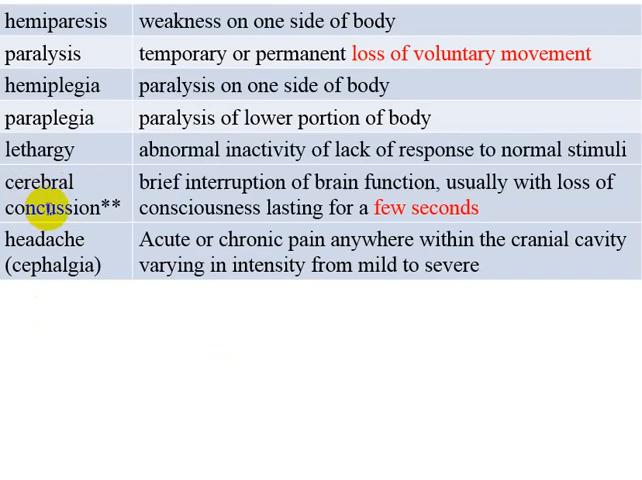 hemiparesis weakness on one side of body
paralysis temporary or permanent loss of voluntary movement
hemiplegia paralysis on one side of body
paraplegia paralysis of lower portion of body
lethargy abnormal inactivity of lack of response to normal stimuli
cerebral brief interruption of brain function, usually with loss of
concussion** consciousness lasting for a few seconds
headache Acute or chronic pain anywhere within the cranial cavity
(cephalgia) varying in intensity from mild to severe